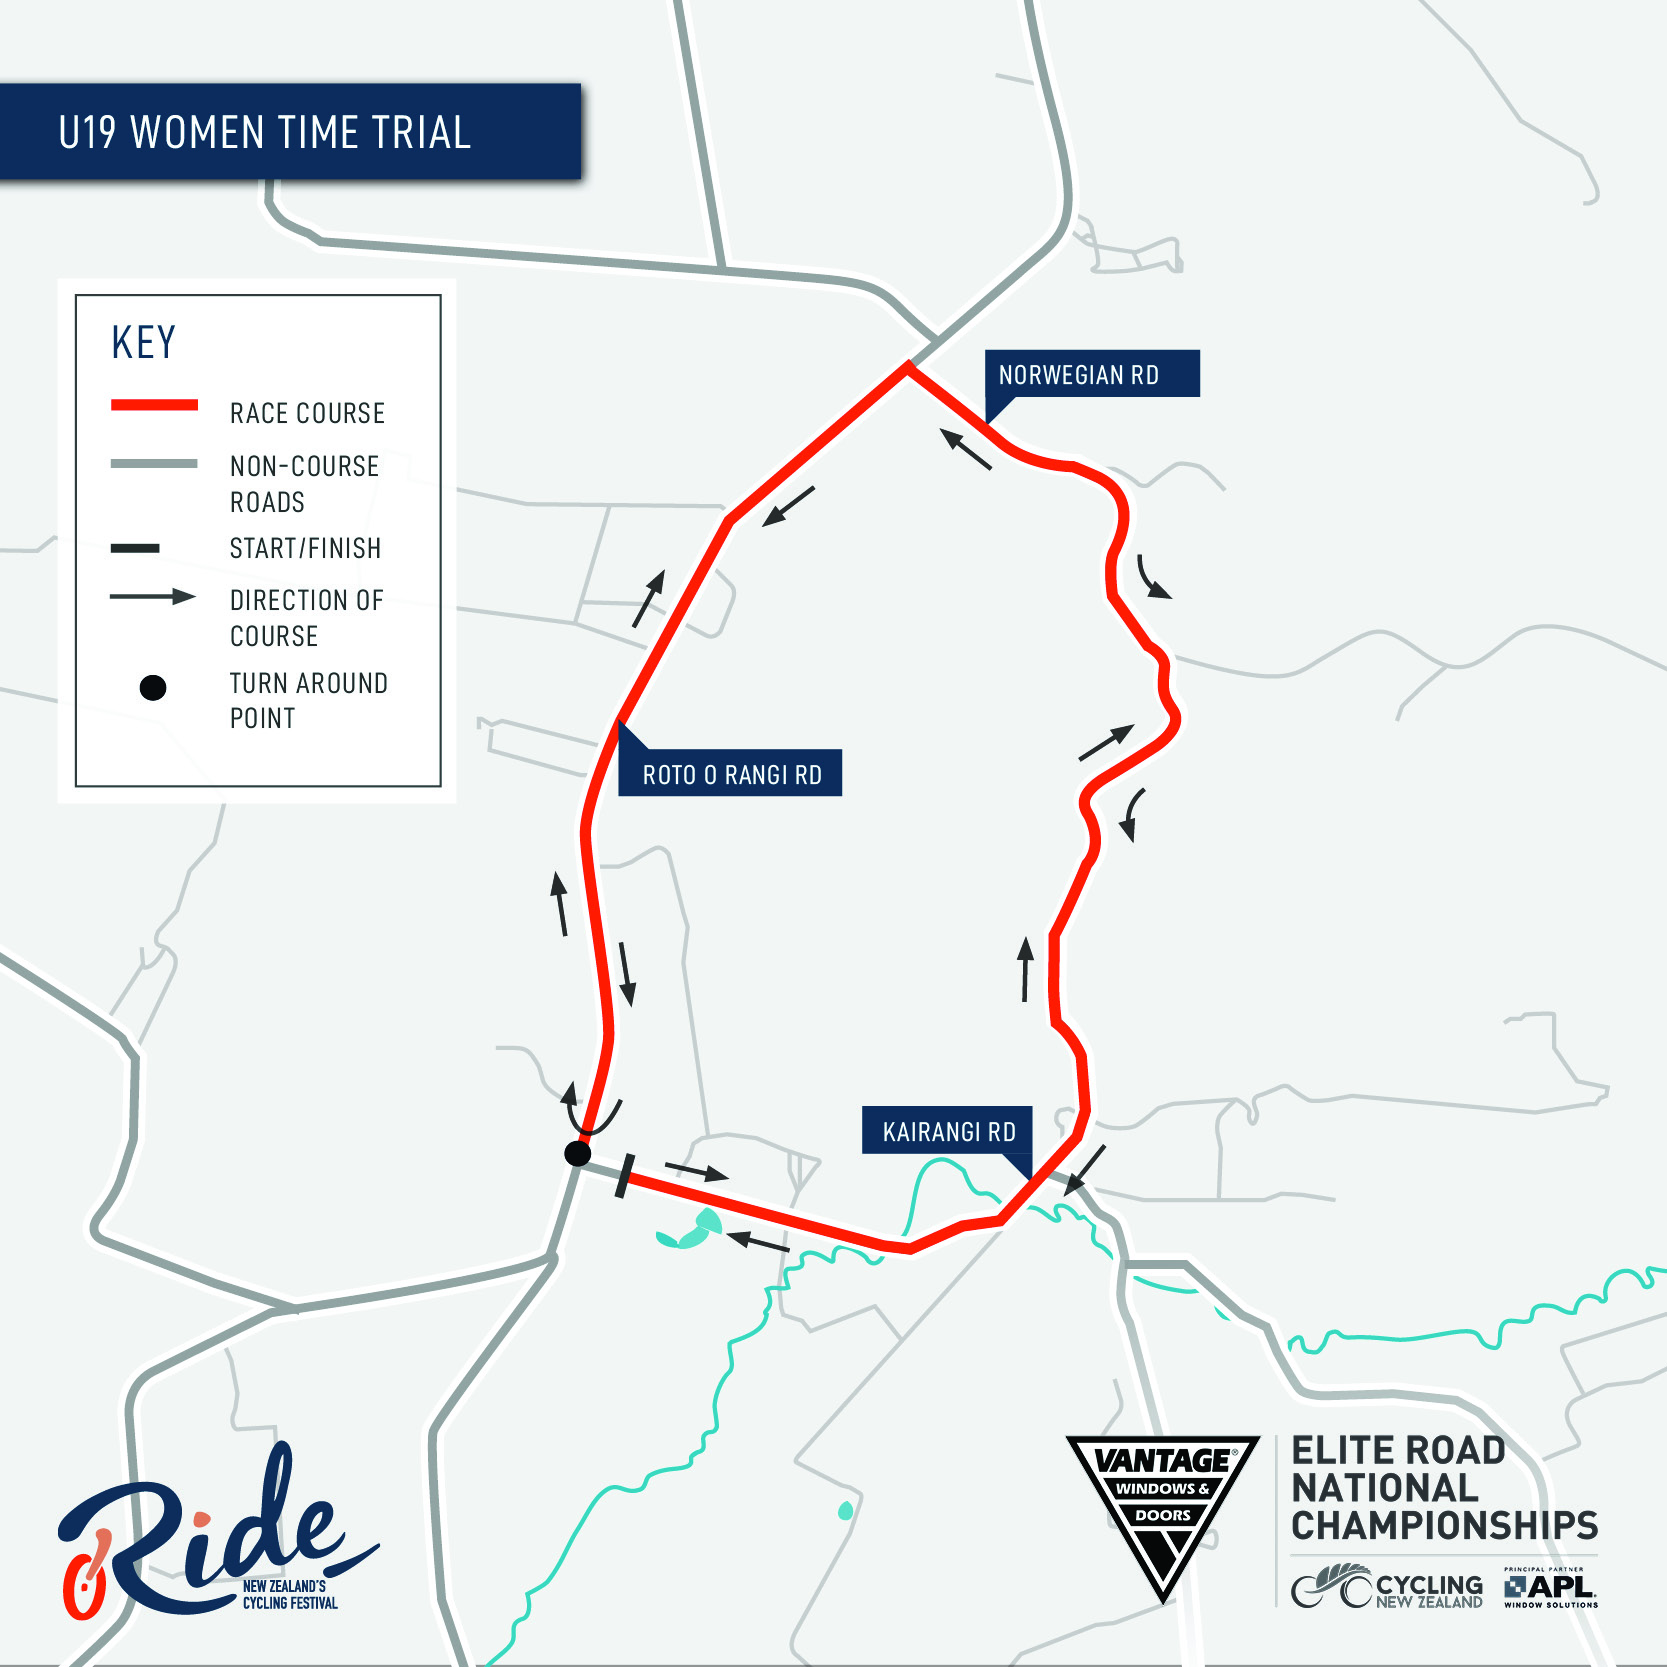 U19 WOMEN TIME TRIAL
KEY
RACE COURSE
NON-COURSE
ROADS
START/FINISH
DIRECTION OF
COURSE
TURN AROUND
POINT
NORWEGIAN RD
ROTO O RANGI RD
KAIRANGI RD
Ride
NEW ZEALAND'S
CYCLING FESTIVAL
VANTAGE®
WINDOWS &
DOORS
ELITE ROAD
NATIONAL
CHAMPIONSHIPS
CYCLING
NEW ZEALAND
PRINCIPAL PARTNER
APL
WINDOW SOLUTIONS